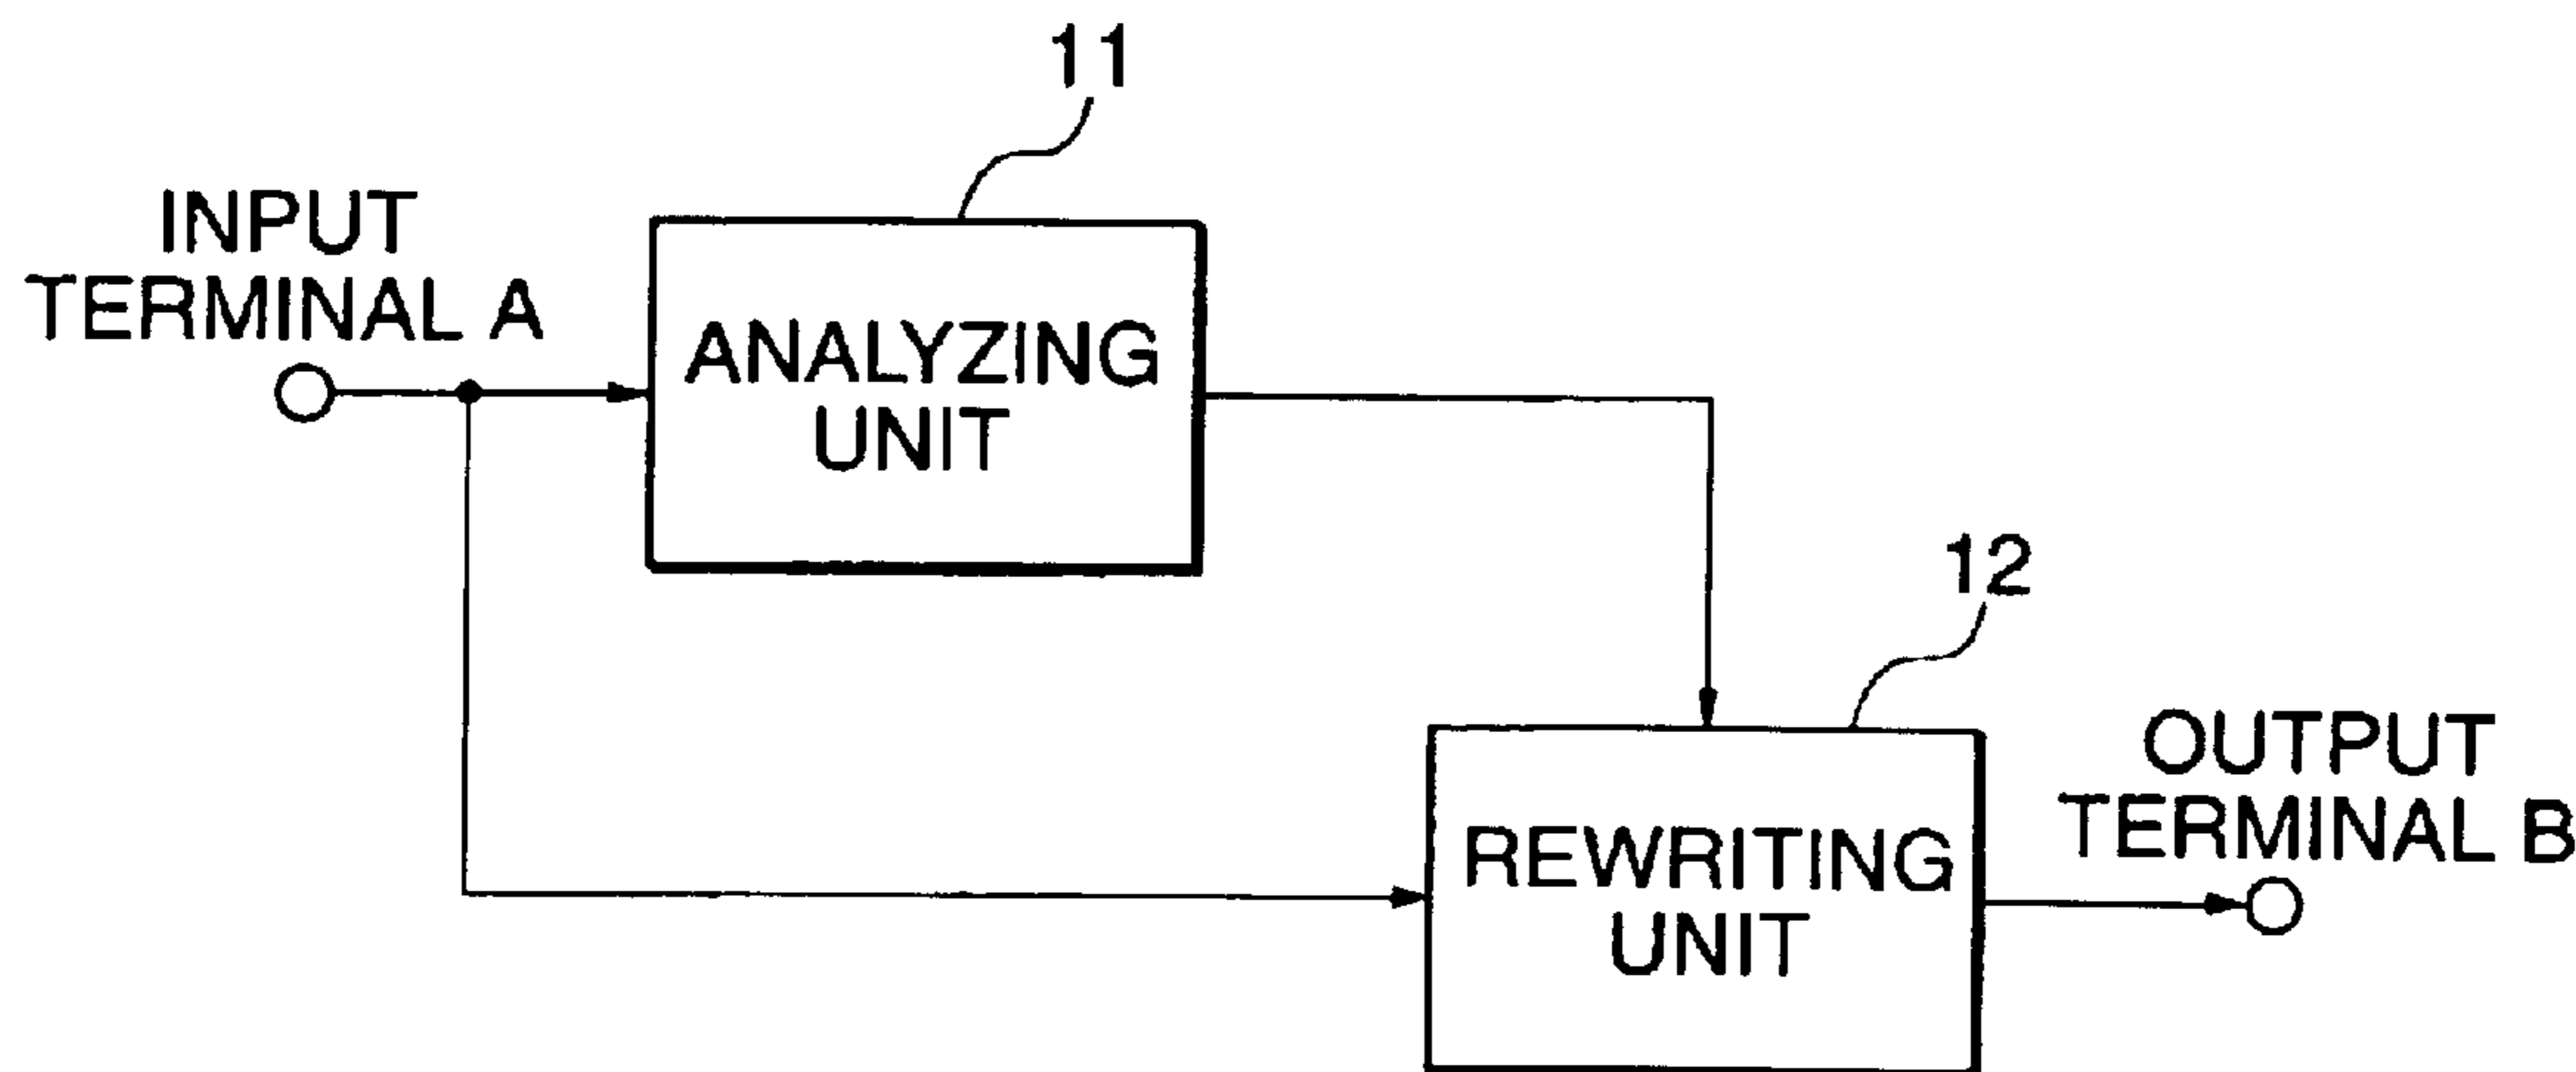 11
INPUT
TERMINAL A
ANALYZING
UNIT
12
OUTPUT
TERMINAL B
REWRITING
UNIT